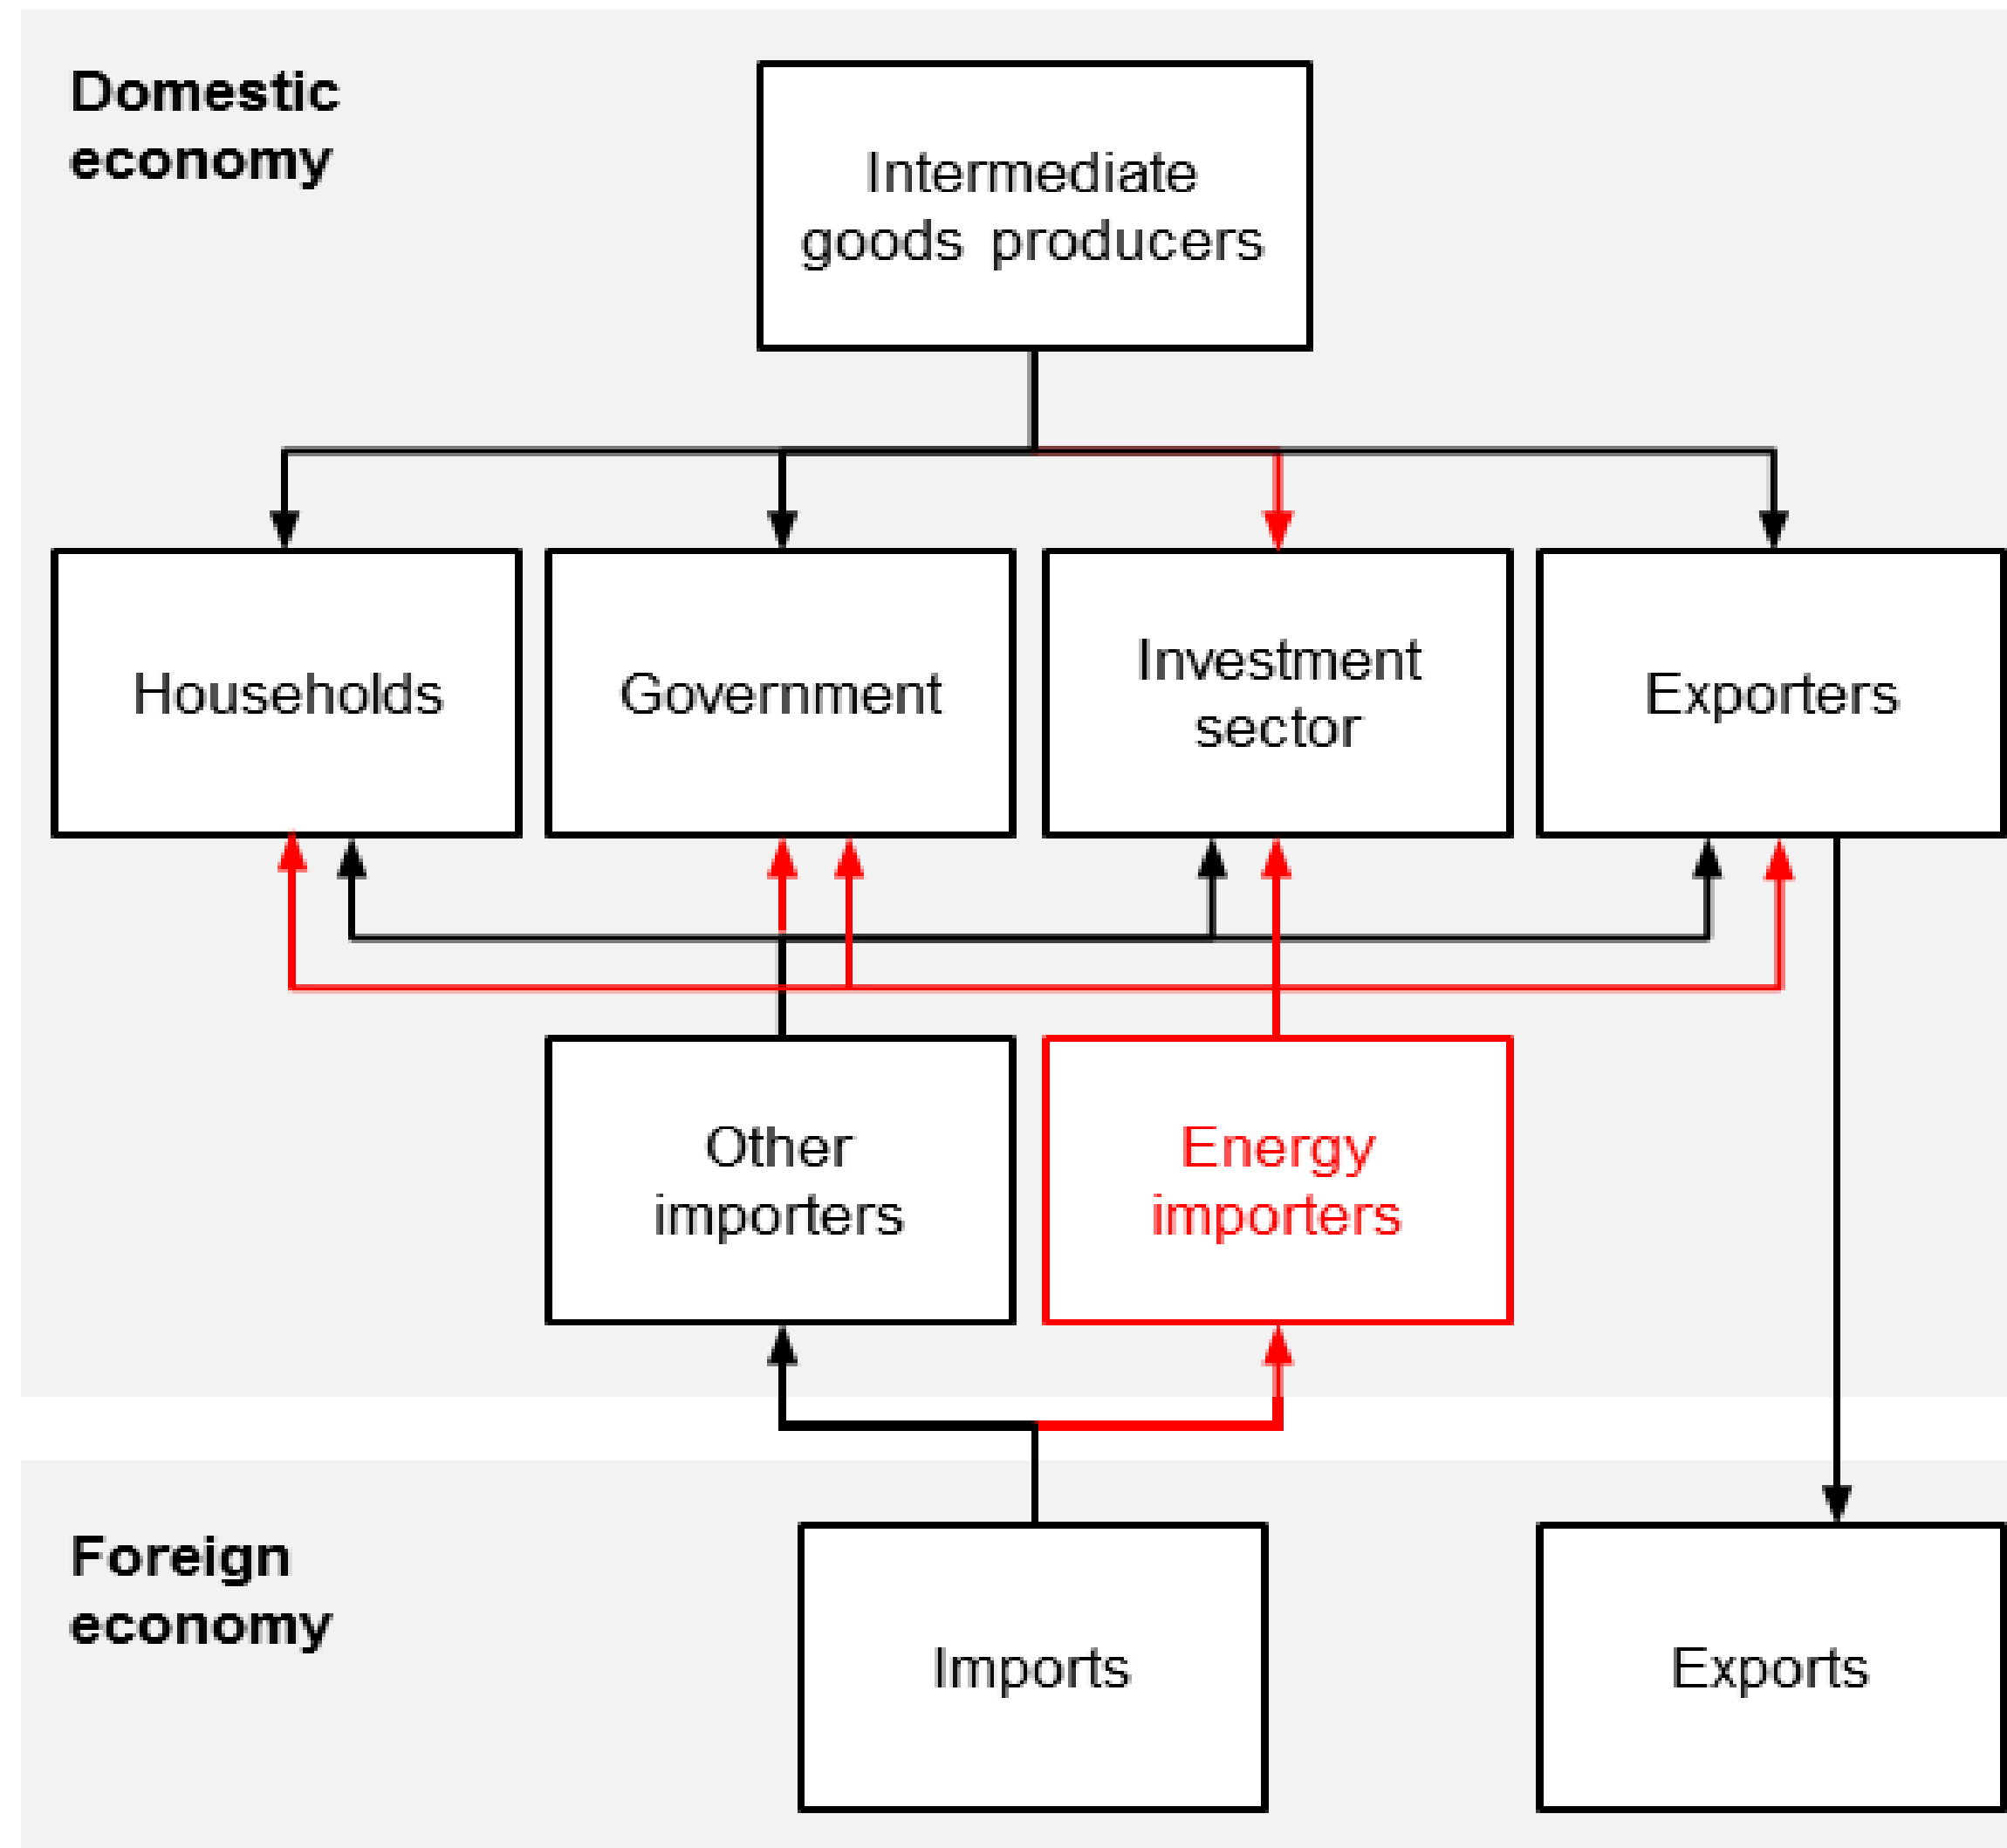 Domestic
economy
Intermediate
goods producers
Households
Government
Investment
sector
Exporters
Other
importers
Energy
importers
Foreign
economy
Imports
Exports